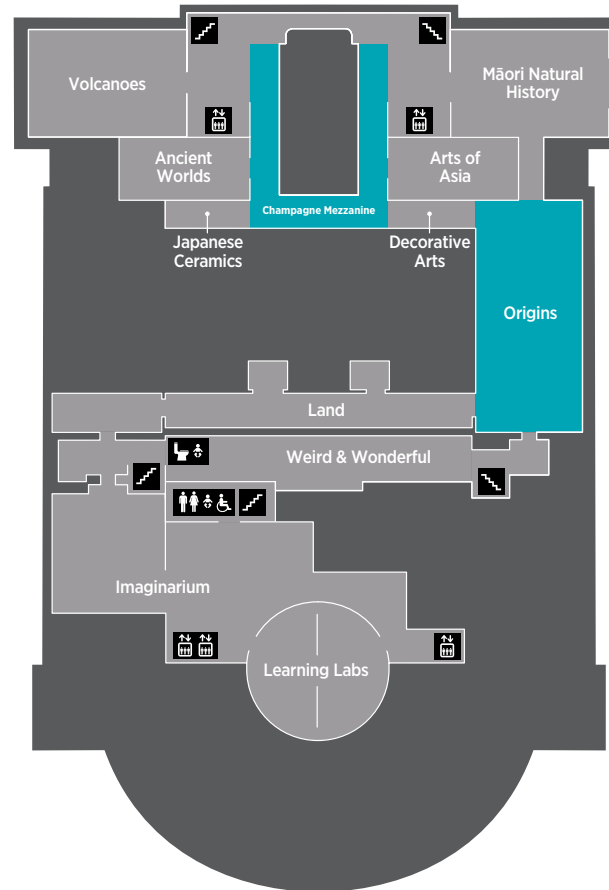 Volcanoes
Māori Natural
History
Ancient
Worlds
Arts of
Asia
Champagne Mezzanine
Japanese
Ceramics
Decorative
Arts
Origins
Land
Weird & Wonderful
Imaginarium
Learning Labs